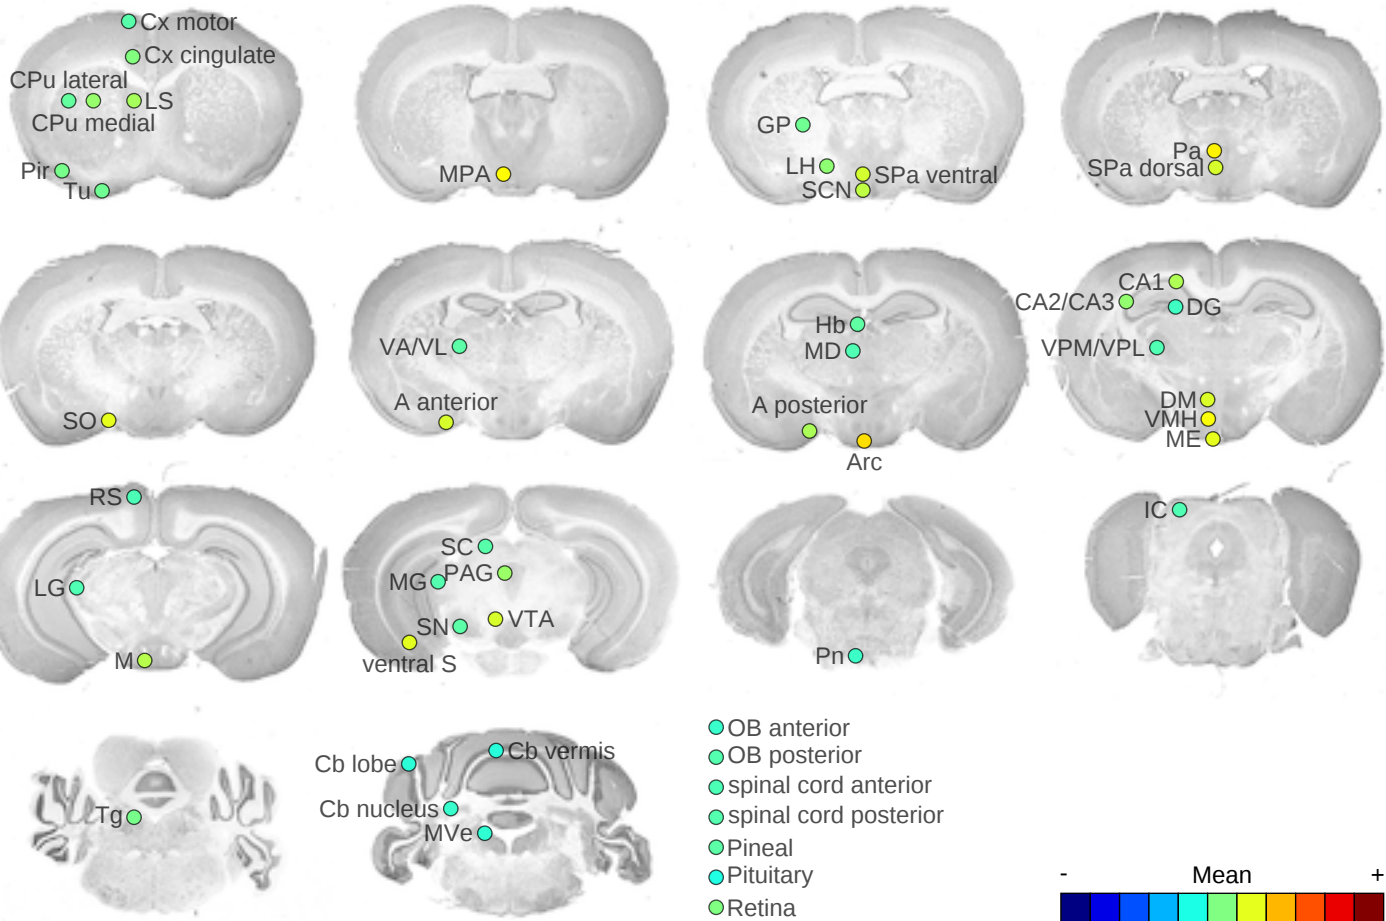 Cx motor
Cx cingulate
CPu lateral
LS
CPu medial
Pir
Tu
MPA
GP
LH
SPa ventral
SCN
Pa
SPa dorsal
SO
VA/VL
A anterior
Hb
MD
A posterior
Arc
CA1
CA2/CA3
DG
VPM/VPL
DM
VMH
ME
RS
LG
M
SC
MG
PAG
SN
VTA
ventral S
Pn
IC
Tg
Cb lobe
Cb vermis
Cb nucleus
MVe
OB anterior
OB posterior
spinal cord anterior
spinal cord posterior
Pineal
Pituitary
Retina
- Mean +